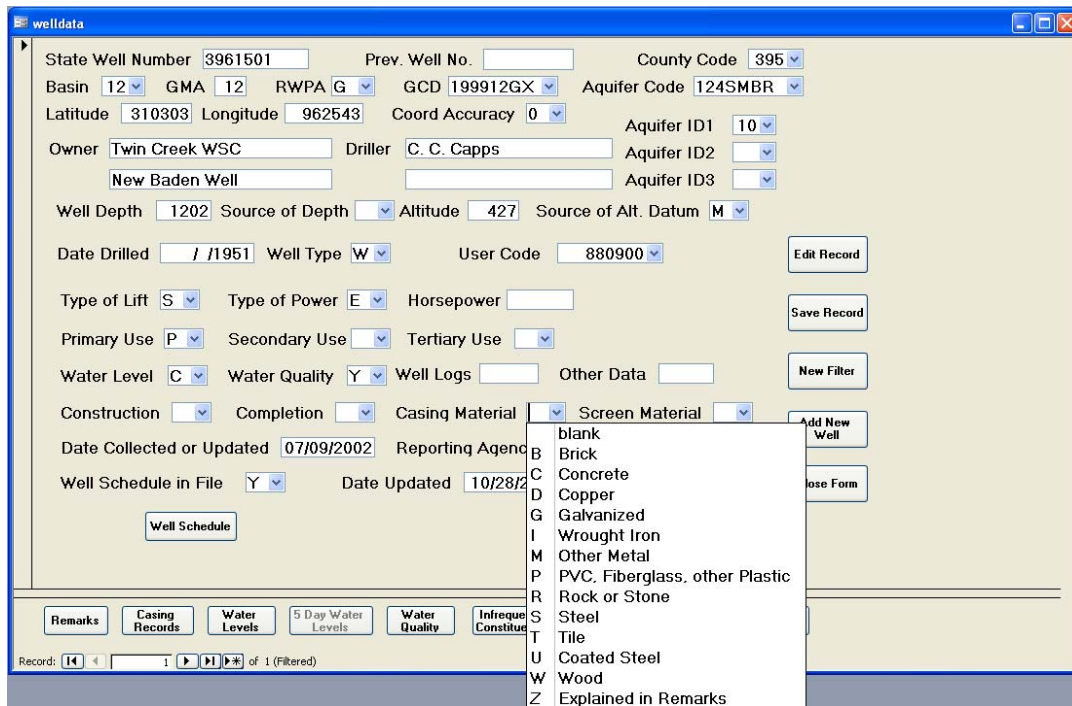 welldata
State Well Number 3961501 Prev. Well No. County Code 395
Basin 12 GMA 12 RWPA G GCD 199912GX Aquifer Code 124SMBR
Latitude 310303 Longitude 962543 Coord Accuracy 0
Aquifer ID1 10
Owner Twin Creek WSC Driller C. C. Capps
Aquifer ID2
New Baden Well Aquifer ID3
Well Depth 1202 Source of Depth Altitude 427 Source of Alt. Datum M
Date Drilled / /1951 Well Type W User Code 880900 Edit Record
Type of Lift S Type of Power E Horsepower
Save Record
Primary Use P Secondary Use Tertiary Use
Water Level C Water Quality Y Well Logs Other Data New Filter
Construction Completion Casing Material Screen Material
Add New Well
Date Collected or Updated 07/09/2002 Reporting Agenc
Well Schedule in File Y Date Updated 10/28/2 lose Form
Well Schedule
blank
B Brick
C Concrete
D Copper
G Galvanized
I Wrought Iron
M Other Metal
P PVC, Fiberglass, other Plastic
R Rock or Stone
S Steel
T Tile
U Coated Steel
W Wood
Z Explained in Remarks
Remarks Casing Records Water Levels 5 Day Water Levels Water Quality Infreque Constitue
Record: 1 of 1 (Filtered)